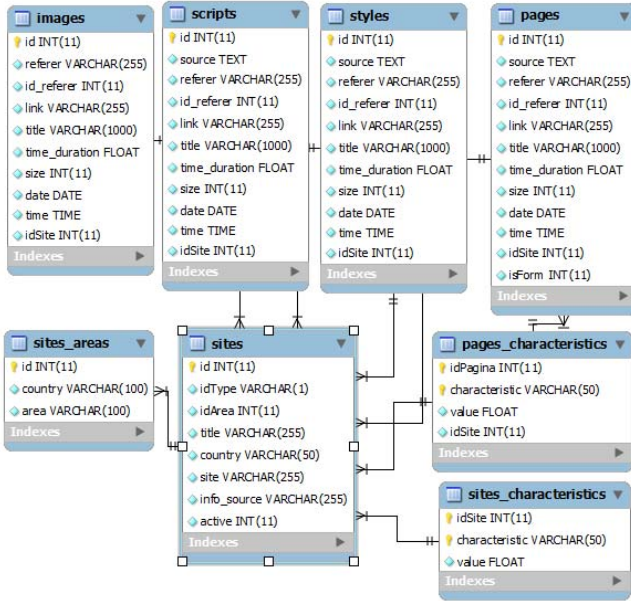 images
id INT(11)
referer VARCHAR(255)
id_referer INT(11)
link VARCHAR(255)
title VARCHAR(1000)
time_duration FLOAT
size INT(11)
date DATE
time TIME
idSite INT(11)
Indexes
scripts
id INT(11)
source TEXT
referer VARCHAR(255)
id_referer INT(11)
link VARCHAR(255)
title VARCHAR(1000)
time_duration FLOAT
size INT(11)
date DATE
time TIME
idSite INT(11)
Indexes
styles
id INT(11)
source TEXT
referer VARCHAR(255)
id_referer INT(11)
link VARCHAR(255)
title VARCHAR(1000)
time_duration FLOAT
size INT(11)
date DATE
time TIME
idSite INT(11)
Indexes
pages
id INT(11)
source TEXT
referer VARCHAR(255)
id_referer INT(11)
link VARCHAR(255)
title VARCHAR(1000)
time_duration FLOAT
size INT(11)
date DATE
time TIME
idSite INT(11)
isForm INT(11)
Indexes
sites_areas
id INT(11)
country VARCHAR(100)
area VARCHAR(100)
Indexes
sites
id INT(11)
idType VARCHAR(1)
idArea INT(11)
title VARCHAR(255)
country VARCHAR(50)
site VARCHAR(255)
info_source VARCHAR(255)
active INT(11)
Indexes
pages_characteristics
idPagina INT(11)
characteristic VARCHAR(50)
value FLOAT
idSite INT(11)
Indexes
sites_characteristics
idSite INT(11)
characteristic VARCHAR(50)
value FLOAT
Indexes